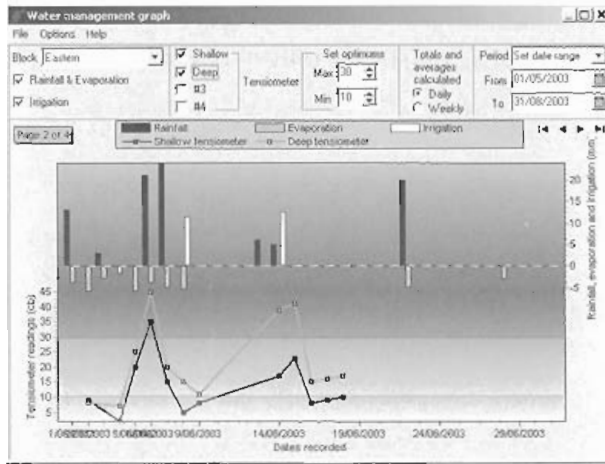 Water management graph
File Options Help
Block Eastern
Rainfall & Evaporation
Irrigation
Shallow
Deep
#3
#4
Tensiometer
Set optimums
Max 30
Min 10
Totals and
averages
calculated
Daily
Weekly
Period Set date range
From 01/05/2003
To 31/08/2003
Page 2 of 4
Rainfall Evaporation Irrigation
Shallow tensiometer Deep tensiometer
Rainfall, evaporation and irrigation (mm
20
15
10
5
0
-5
Tensiometer readings (cb)
45
40
35
30
25
20
15
10
5
14/06/2003 19/06/2003 24/06/2003 29/06/2003
Dates recorded